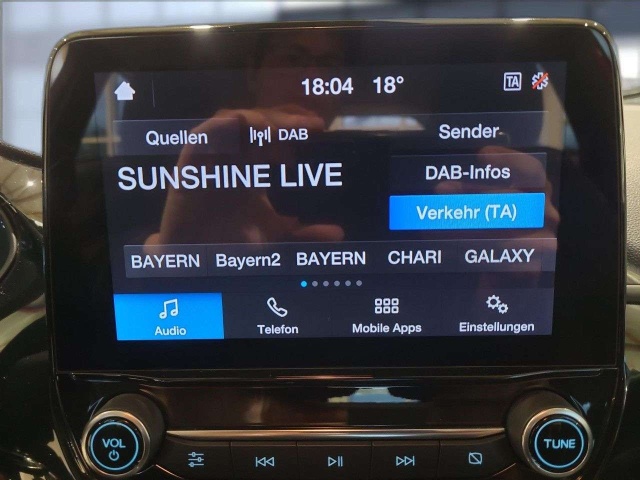 18:04 18° TA
Quellen DAB Sender
SUNSHINE LIVE
DAB-Infos
Verkehr (TA)
BAYERN Bayern2 BAYERN CHARI GALAXY
Audio Telefon Mobile Apps Einstellungen
VOL TUNE